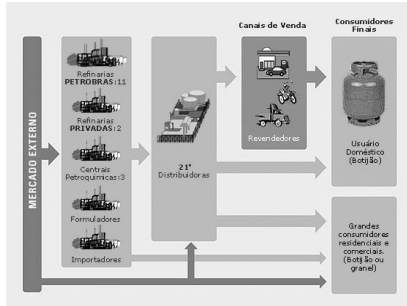 Canais de Venda
Consumidores
Finais
MERCADO EXTERNO
Refinarias
PETROBRAS:11
Refinarias
PRIVADAS:2
Centrais
Petroquímicas:3
Formuladores
Importadores
21*
Distribuidoras
Revendedores
Usuário
Doméstico
(Botijão)
Grandes
consumidores
residenciais e
comerciais.
(Botijão ou
granel)